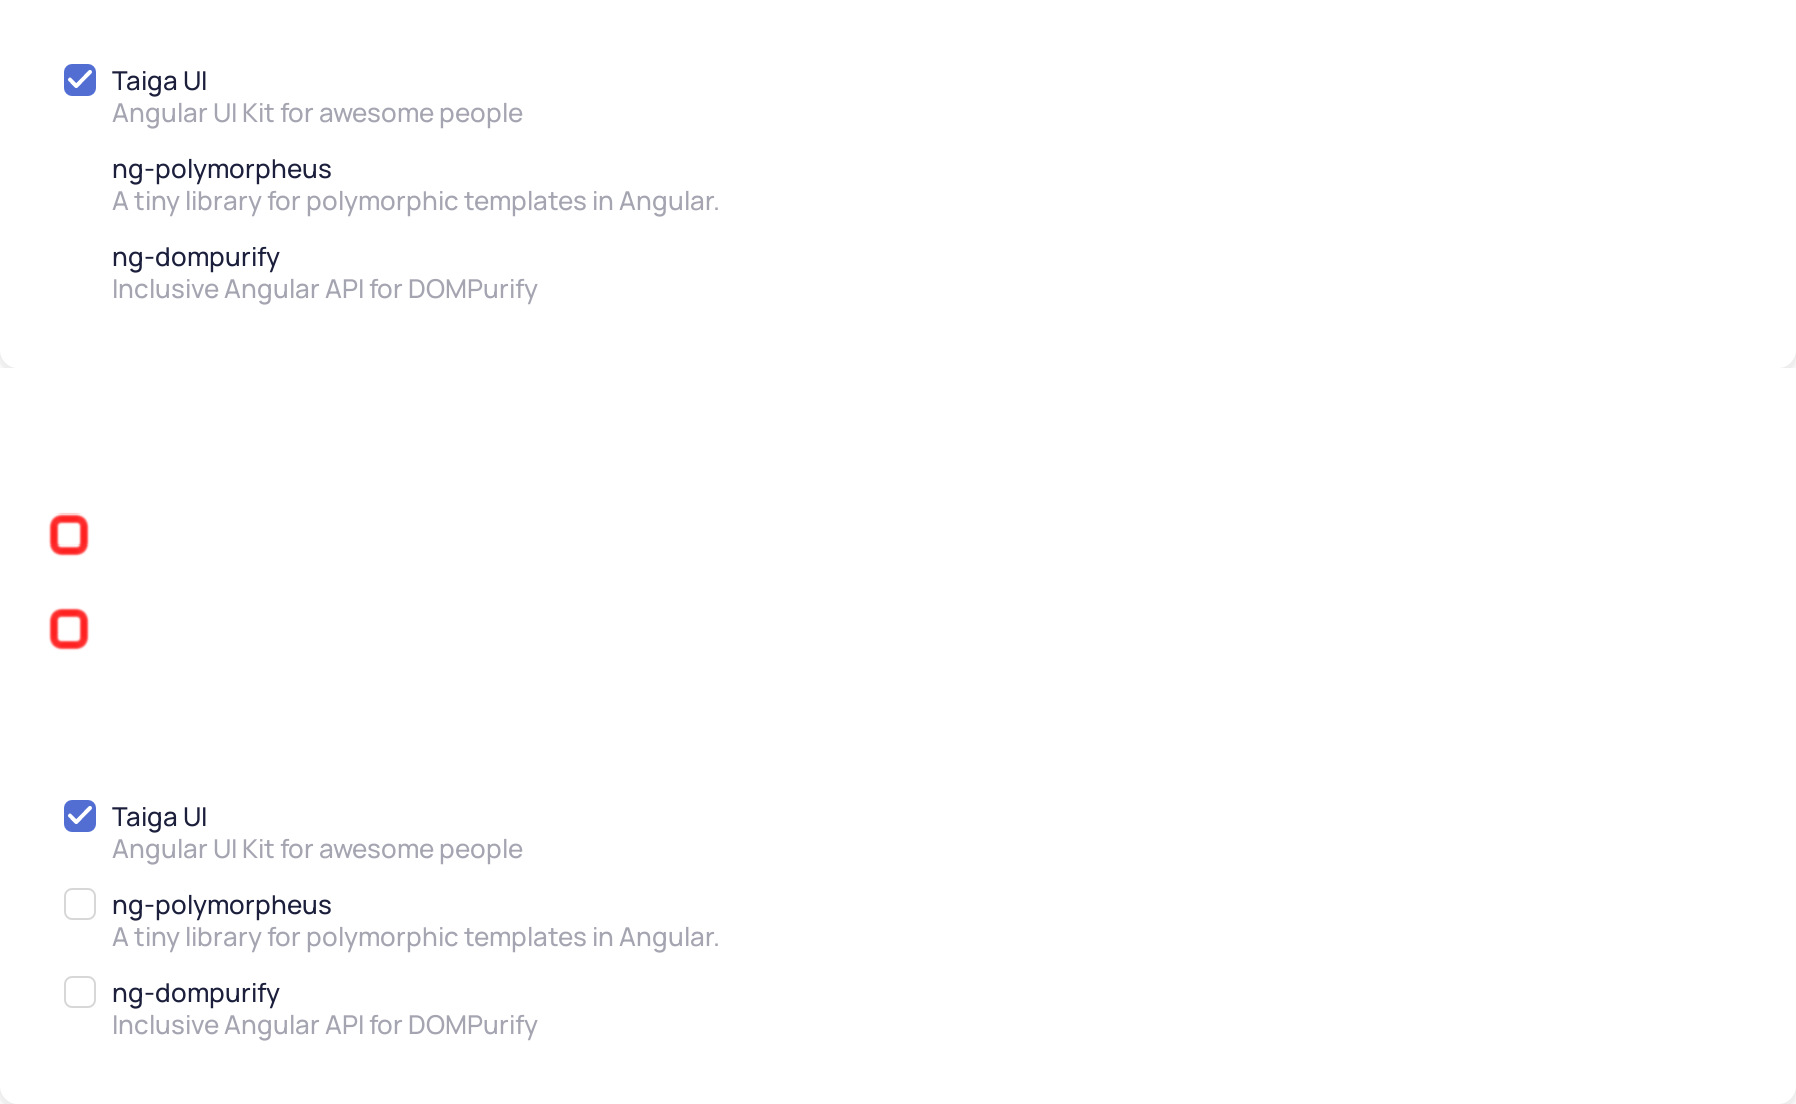 Taiga UI
Angular UI Kit for awesome people
ng-polymorpheus
A tiny library for polymorphic templates in Angular.
ng-dompurify
Inclusive Angular API for DOMPurify
Taiga UI
Angular UI Kit for awesome people
ng-polymorpheus
A tiny library for polymorphic templates in Angular.
ng-dompurify
Inclusive Angular API for DOMPurify